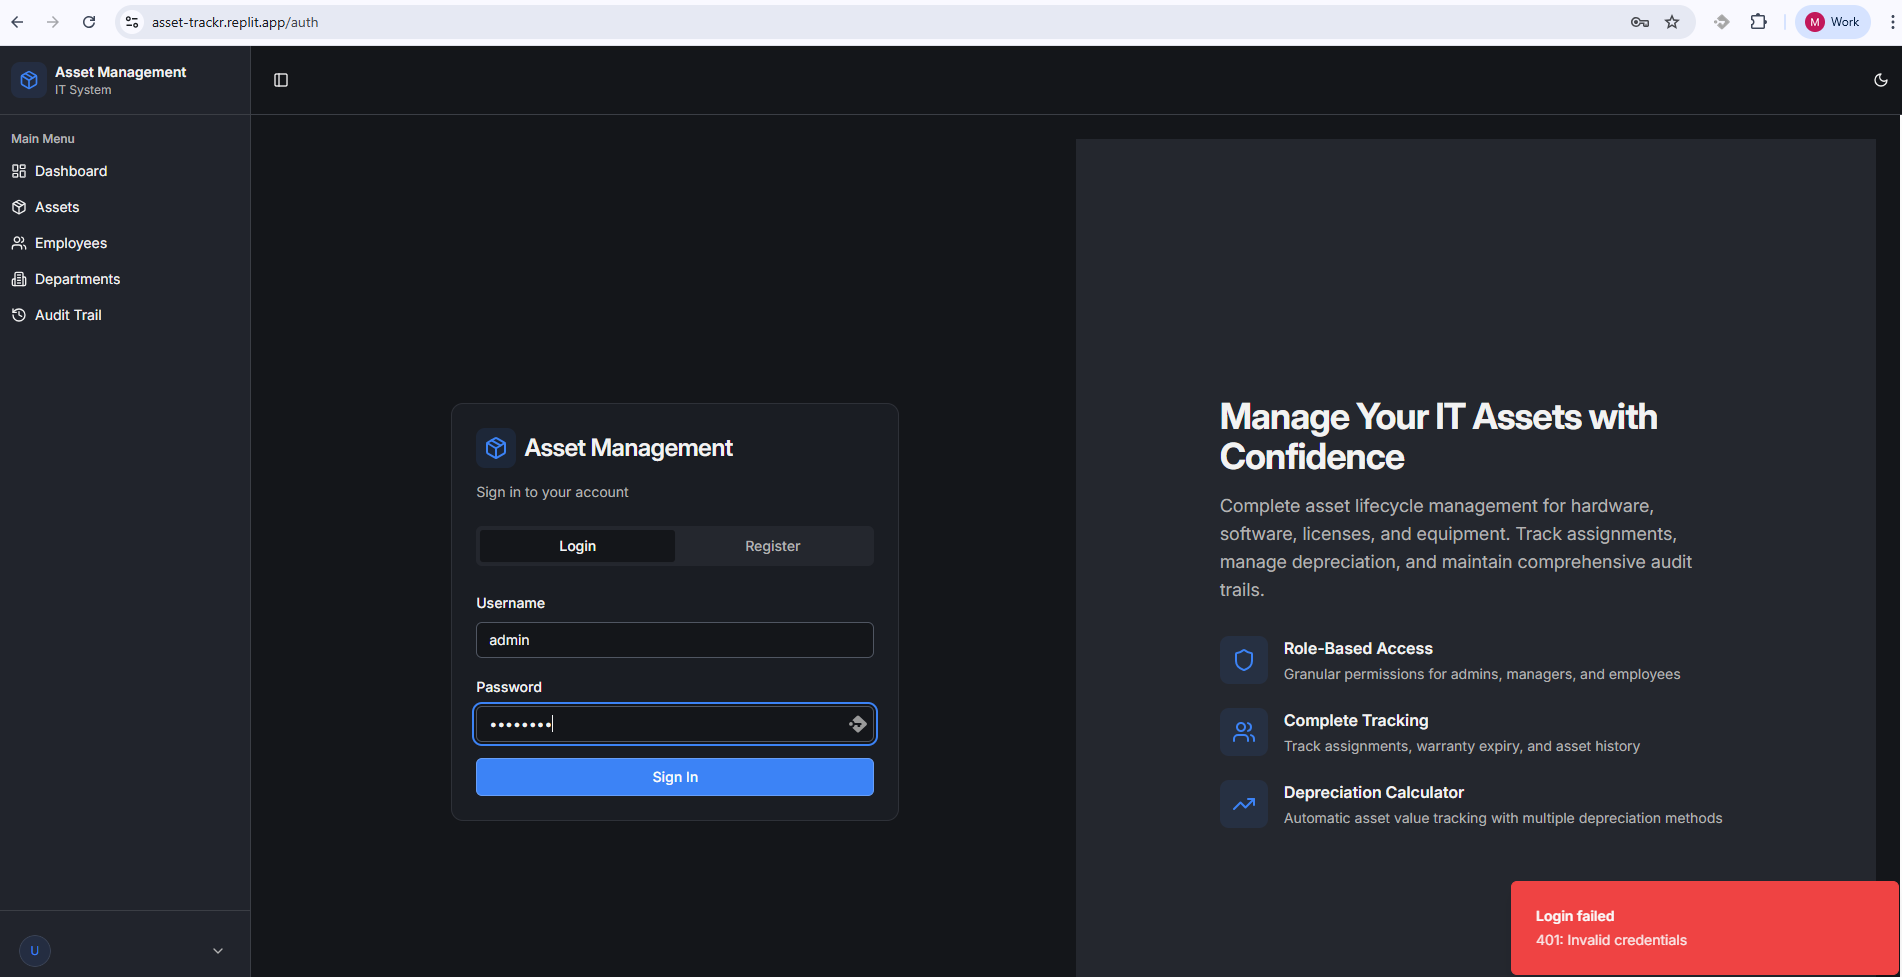 asset-trackr.replit.app/auth
M
Work
Asset Management
IT System
Main Menu
Dashboard
Assets
Employees
Departments
Audit Trail
U
Asset Management
Sign in to your account
Login
Register
Username
admin
Password
••••••••
Sign In
Manage Your IT Assets with
Confidence
Complete asset lifecycle management for hardware,
software, licenses, and equipment. Track assignments,
manage depreciation, and maintain comprehensive audit
trails.
Role-Based Access
Granular permissions for admins, managers, and employees
Complete Tracking
Track assignments, warranty expiry, and asset history
Depreciation Calculator
Automatic asset value tracking with multiple depreciation methods
Login failed
401: Invalid credentials